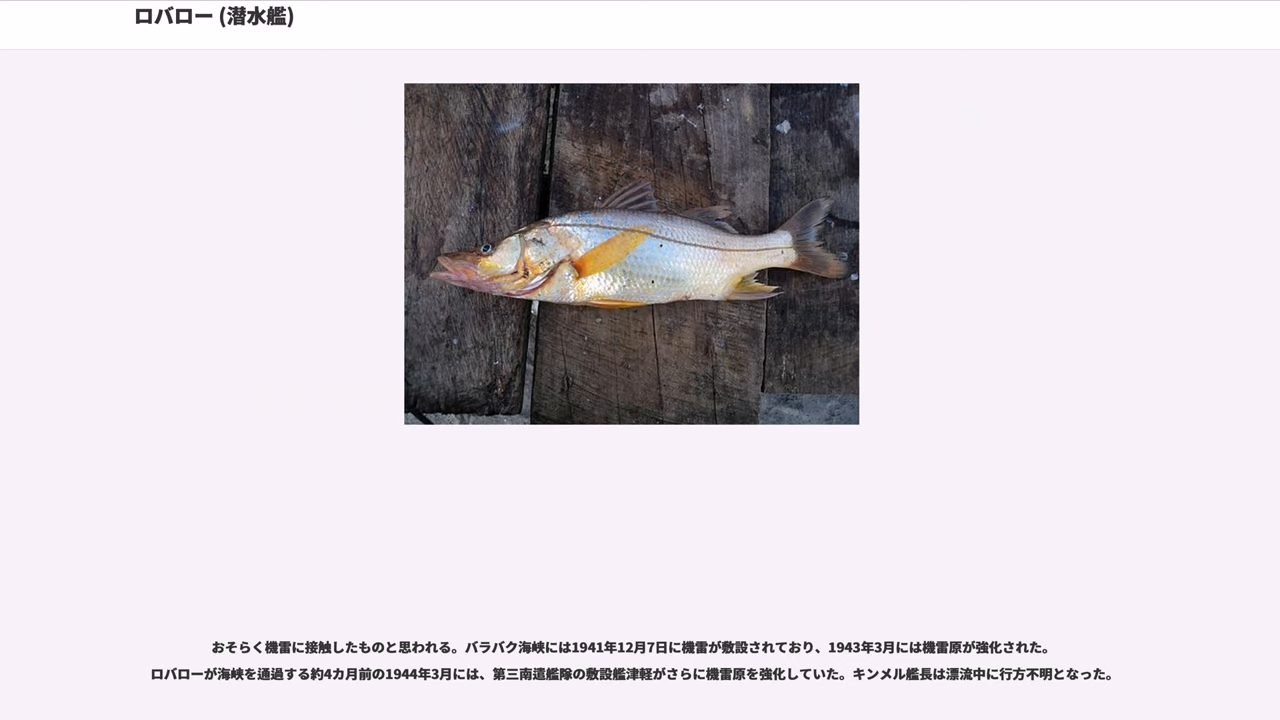 ロバロー (潜水艦)
おそらく機雷に接触したものと思われる。バラバク海峡には1941年12月7日に機雷が敷設されており、1943年3月には機雷原が強化された。
ロバローが海峡を通過する約4カ月前の1944年3月には、第三南遣艦隊の敷設艦津軽がさらに機雷原を強化していた。キンメル艦長は漂流中に行方不明となった。